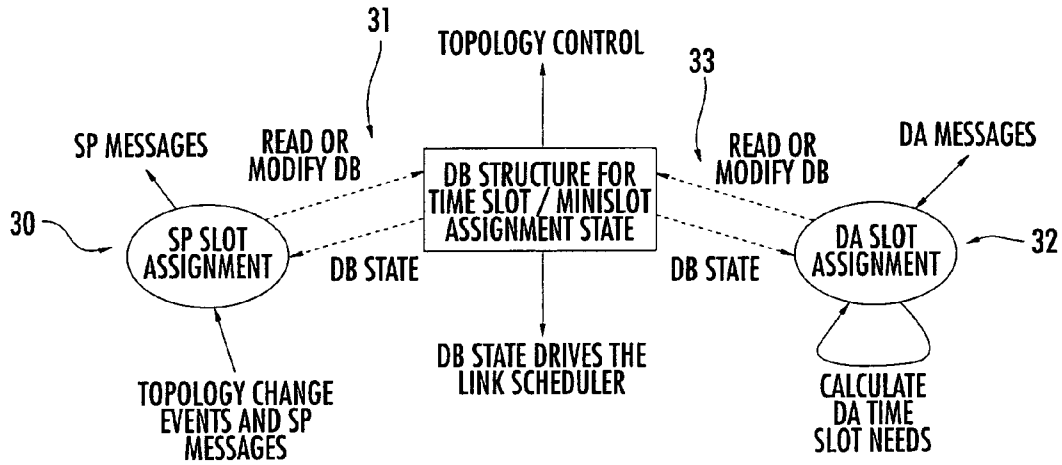 31
TOPOLOGY CONTROL
33
SP MESSAGES
READ OR
MODIFY DB
DB STRUCTURE FOR
TIME SLOT / MINISLOT
ASSIGNMENT STATE
READ OR
MODIFY DB
DA MESSAGES
30
SP SLOT
ASSIGNMENT
DB STATE
DB STATE
DA SLOT
ASSIGNMENT
32
TOPOLOGY CHANGE
EVENTS AND SP
MESSAGES
DB STATE DRIVES THE
LINK SCHEDULER
CALCULATE
DA TIME
SLOT NEEDS